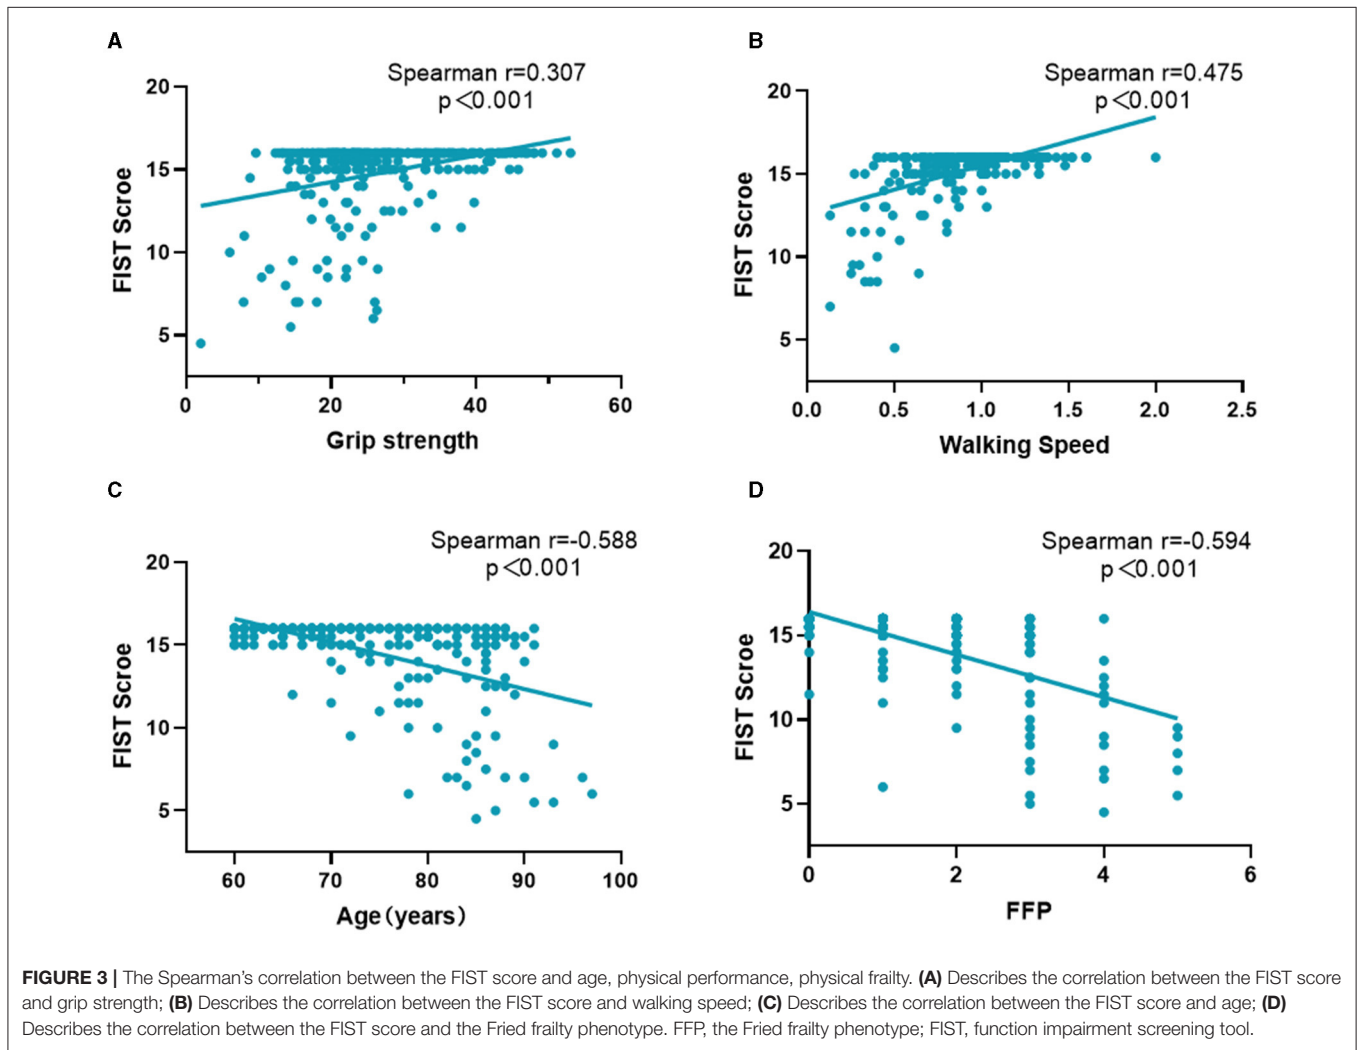 A
Spearman r=0.307
p<0.001
20
15
10
5
FIST Scroe
0
20
40
60
Grip strength
B
Spearman r=0.475
p<0.001
20
15
10
5
FIST Scroe
0.0
0.5
1.0
1.5
2.0
2.5
Walking Speed
C
Spearman r=-0.588
p<0.001
20
15
10
5
FIST Scroe
60
70
80
90
100
Age(years)
D
Spearman r=-0.594
p<0.001
20
15
10
5
FIST Scroe
0
2
4
6
FFP
FIGURE 3 | The Spearman's correlation between the FIST score and age, physical performance, physical frailty. (A) Describes the correlation between the FIST score
and grip strength; (B) Describes the correlation between the FIST score and walking speed; (C) Describes the correlation between the FIST score and age; (D)
Describes the correlation between the FIST score and the Fried frailty phenotype. FFP, the Fried frailty phenotype; FIST, function impairment screening tool.